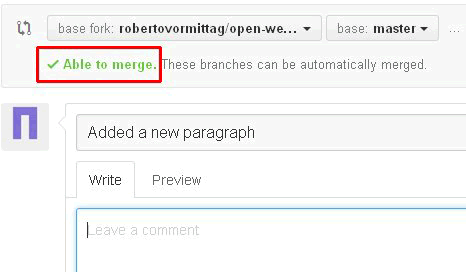 base fork: robertovormittag/open-we... base: master ...
Able to merge. These branches can be automatically merged.
Added a new paragraph
Write Preview
Leave a comment